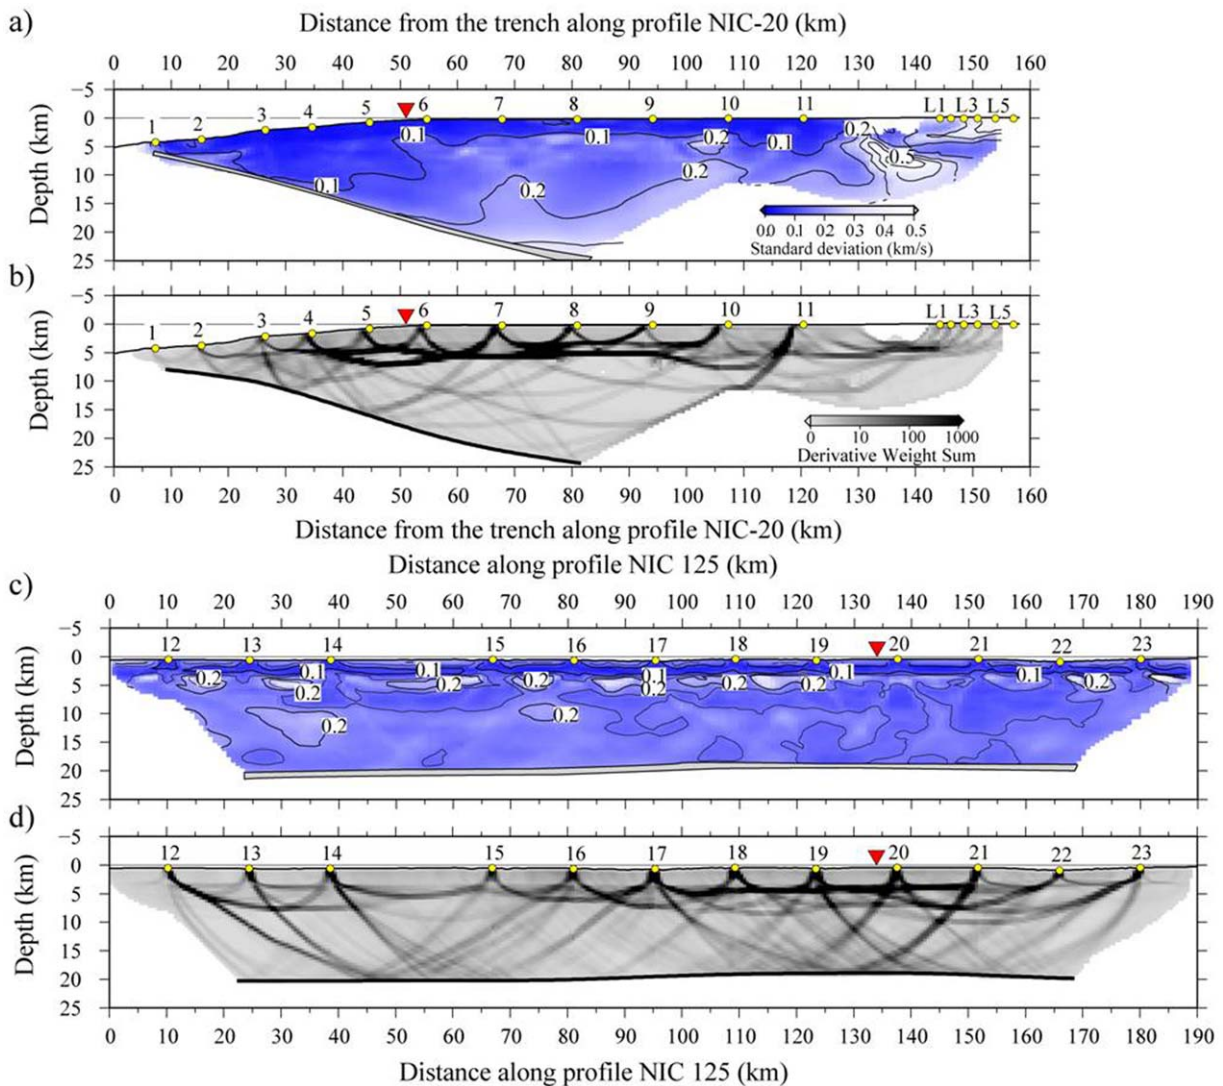 a)
Distance from the trench along profile NIC-20 (km)
0 10 20 30 40 50 60 70 80 90 100 110 120 130 140 150 160
−5
0
5
10
15
20
25
Depth (km)
1 2 3 4 5 6 7 8 9 10 11 L1 L3 L5
0.1 0.1 0.2 0.1 0.2
0.5
0.2
0.1 0.2
0.0 0.1 0.2 0.3 0.4 0.5
Standard deviation (km/s)
b)
−5
0
5
10
15
20
25
Depth (km)
1 2 3 4 5 6 7 8 9 10 11 L1 L3 L5
0 10 100 1000
Derivative Weight Sum
0 10 20 30 40 50 60 70 80 90 100 110 120 130 140 150 160
Distance from the trench along profile NIC-20 (km)
Distance along profile NIC 125 (km)
c)
0 10 20 30 40 50 60 70 80 90 100 110 120 130 140 150 160 170 180 190
−5
0
5
10
15
20
25
Depth (km)
12 13 14 15 16 17 18 19 20 21 22 23
0.1 0.1 0.1 0.1 0.1
0.2 0.2 0.2 0.2 0.2 0.2 0.2 0.2
0.2 0.2
d)
−5
0
5
10
15
20
25
Depth (km)
12 13 14 15 16 17 18 19 20 21 22 23
0 10 20 30 40 50 60 70 80 90 100 110 120 130 140 150 160 170 180 190
Distance along profile NIC 125 (km)